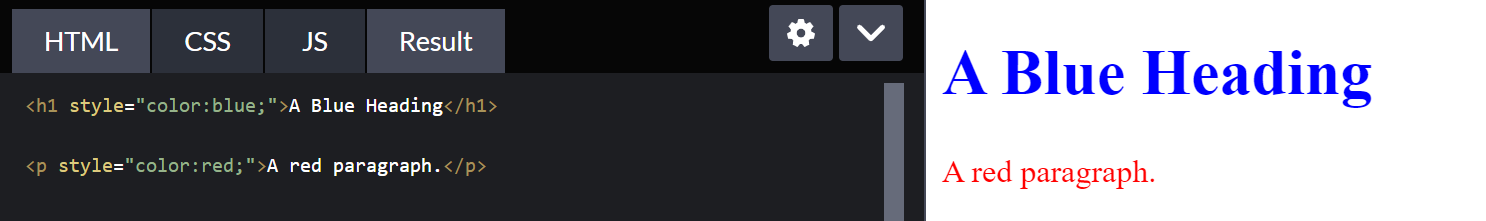 HTML CSS JS Result
<h1 style="color:blue;">A Blue Heading</h1>
<p style="color:red;">A red paragraph.</p>
A Blue Heading
A red paragraph.